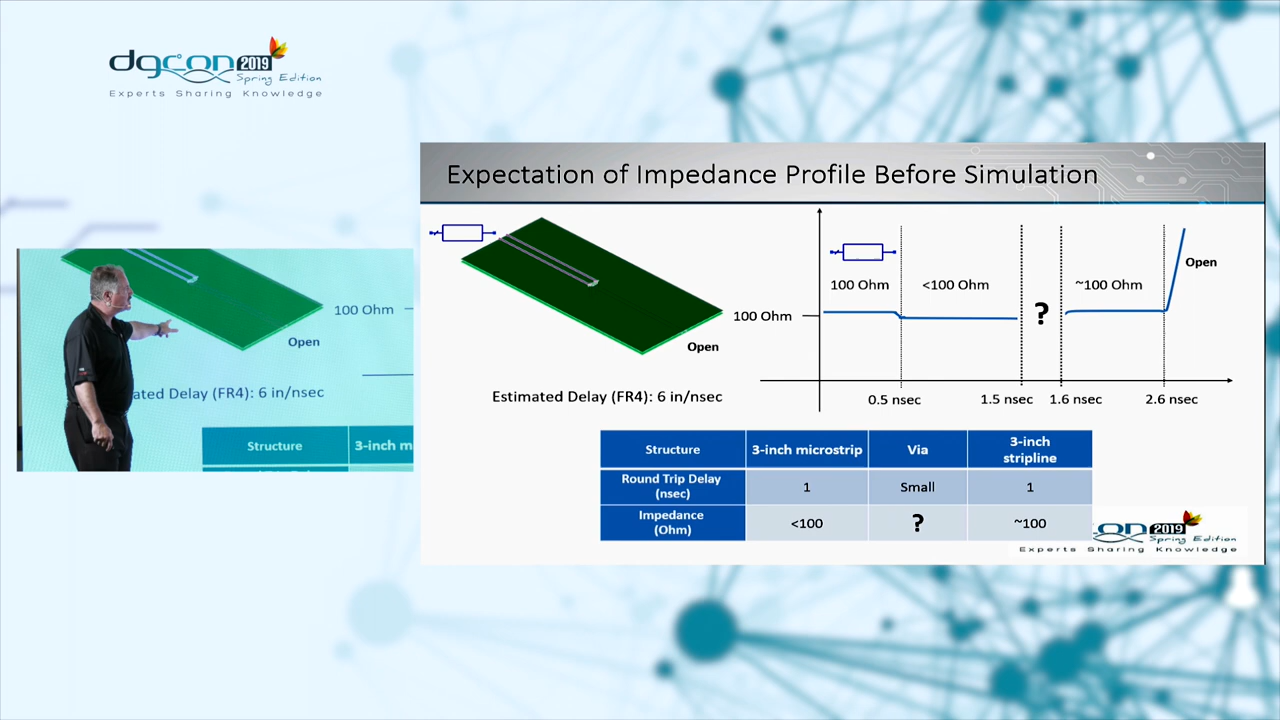 dgcon 2019
Spring Edition
Experts Sharing Knowledge
Expectation of Impedance Profile Before Simulation
Open
Estimated Delay (FR4): 6 in/nsec
100 Ohm
100 Ohm
<100 Ohm
?
~100 Ohm
Open
0.5 nsec
1.5 nsec
1.6 nsec
2.6 nsec
Structure
3-inch microstrip
Via
3-inch
stripline
Round Trip Delay
(nsec)
1
Small
1
Impedance
(Ohm)
<100
?
~100
con 2019
Spring Edition
Experts Sharing Knowledge
100 Ohm
Open
ated Delay (FR4): 6 in/nsec
Structure
3-inch m